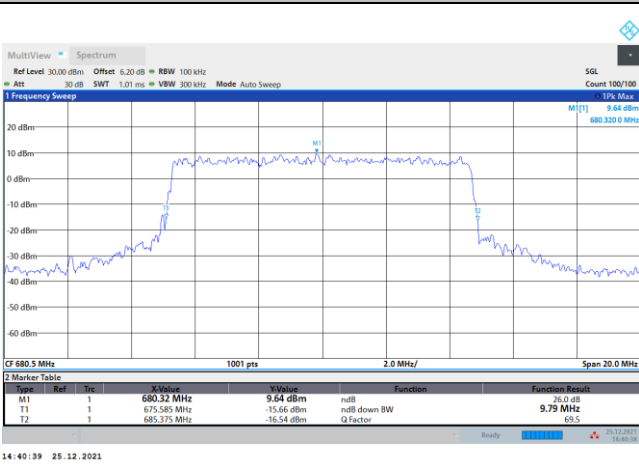 MultiView Spectrum
Ref Level 30.00 dBm Offset 6.20 dB RBW 100 kHz SGL
Att 30 dB SWT 1.01 ms VBW 300 kHz Mode Auto Sweep Count 100/100
1 Frequency Sweep 1Pk Max
M1[1] 9.64 dBm
680.320 0 MHz
20 dBm
M1
10 dBm
0 dBm
-10 dBm
T1
T2
-20 dBm
-30 dBm
-40 dBm
-50 dBm
-60 dBm
CF 680.5 MHz 1001 pts 2.0 MHz/ Span 20.0 MHz
2 Marker Table
Type Ref Trc X-Value Y-Value Function Function Result
M1 1 680.32 MHz 9.64 dBm ndB 26.0 dB
T1 1 675.585 MHz -15.66 dBm ndB down BW 9.79 MHz
T2 1 685.375 MHz -16.54 dBm Q Factor 69.5
Ready 25.12.2021
14:40:38
14:40:39 25.12.2021